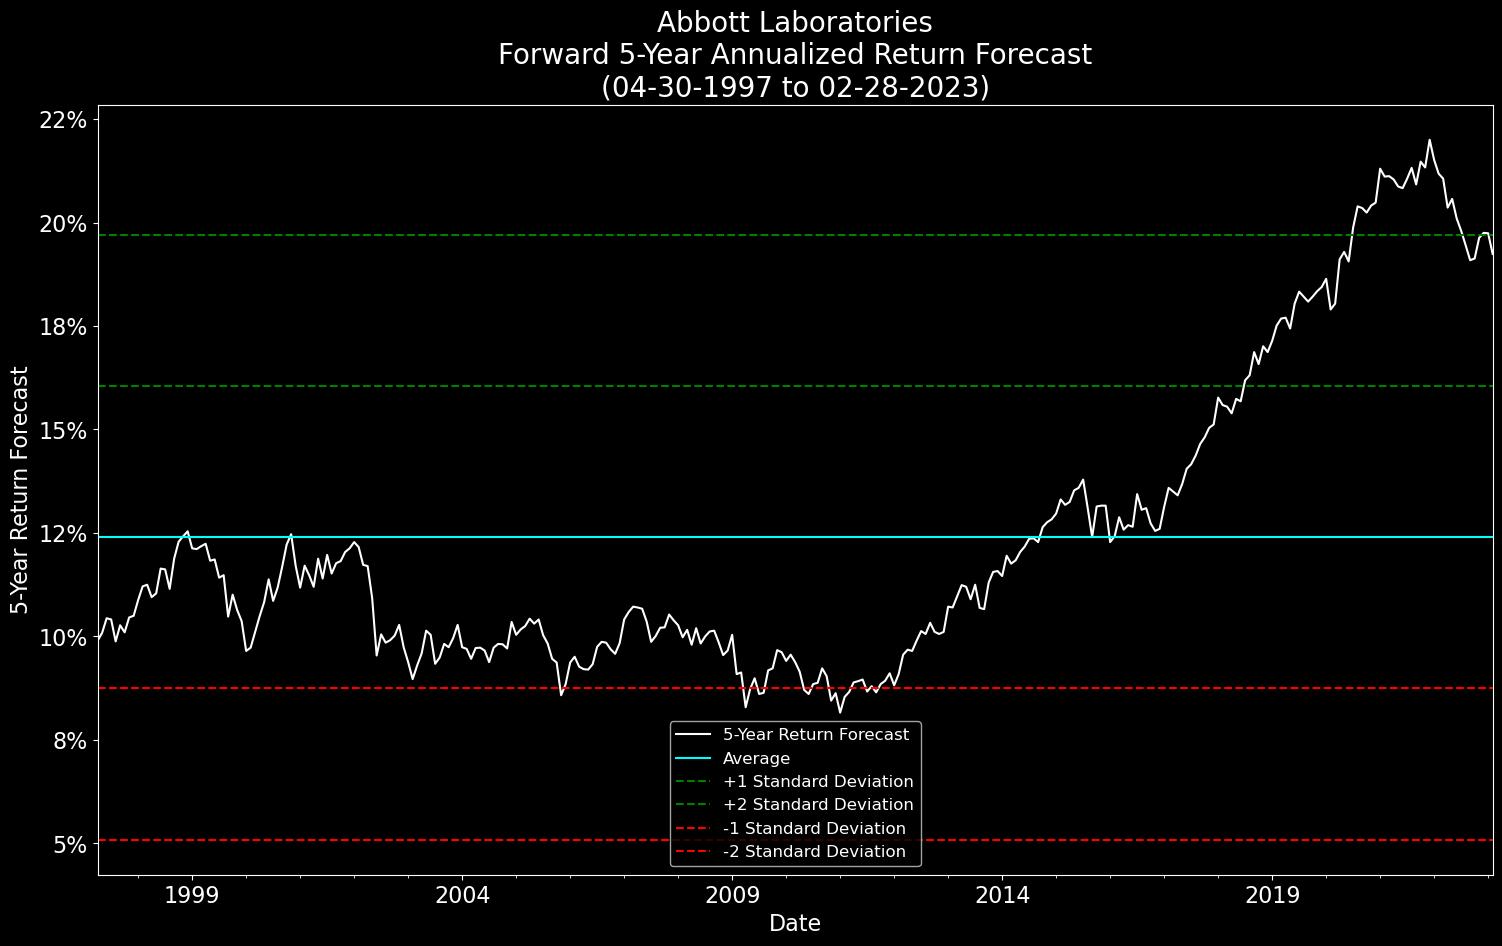 Abbott Laboratories
Forward 5-Year Annualized Return Forecast
(04-30-1997 to 02-28-2023)
5-Year Return Forecast
22%
20%
18%
15%
12%
10%
8%
5%
5-Year Return Forecast
Average
+1 Standard Deviation
+2 Standard Deviation
-1 Standard Deviation
-2 Standard Deviation
1999 2004 2009 2014 2019
Date